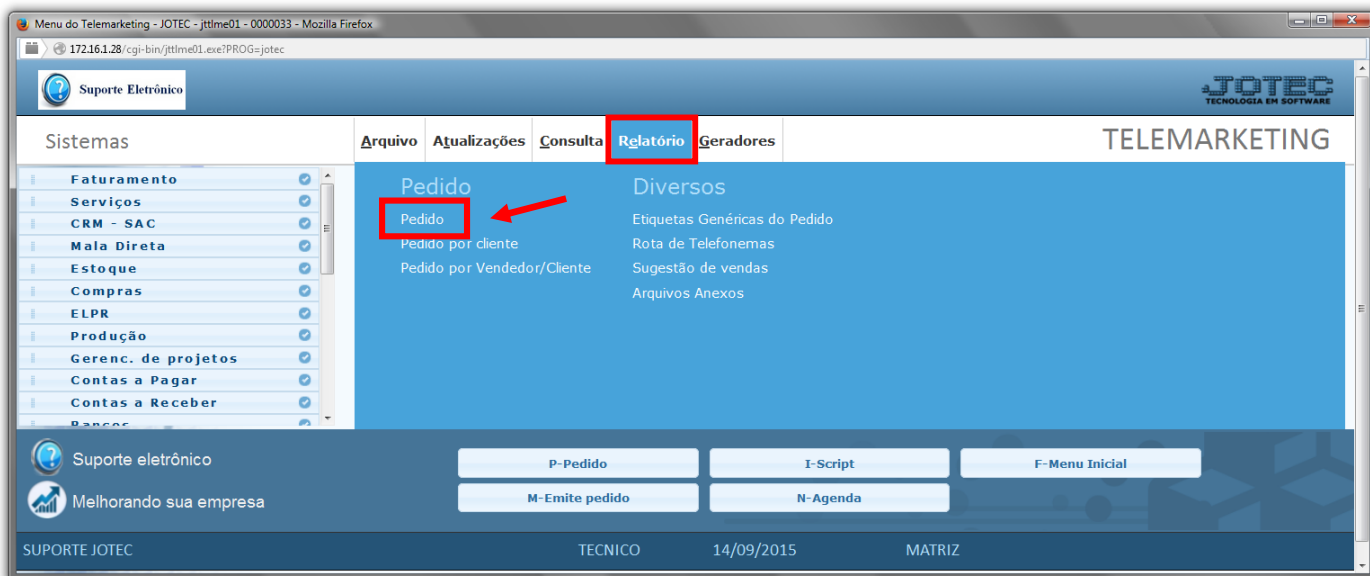 Menu do Telemarketing - JOTEC - jttlme01 - 0000033 - Mozilla Firefox
172.16.1.28/cgi-bin/jttlme01.exe?PROG=jotec
Suporte Eletrônico
JOTEC
TECNOLOGIA EM SOFTWARE
Sistemas
Arquivo Atualizações Consulta Relatório Geradores
TELEMARKETING
Faturamento
Serviços
CRM - SAC
Mala Direta
Estoque
Compras
ELPR
Produção
Gerenc. de projetos
Contas a Pagar
Contas a Receber
Bancos
Pedido
Pedido
Pedido por cliente
Pedido por Vendedor/Cliente
Diversos
Etiquetas Genéricas do Pedido
Rota de Telefonemas
Sugestão de vendas
Arquivos Anexos
Suporte eletrônico
Melhorando sua empresa
P-Pedido I-Script F-Menu Inicial
M-Emite pedido N-Agenda
SUPORTE JOTEC TECNICO 14/09/2015 MATRIZ